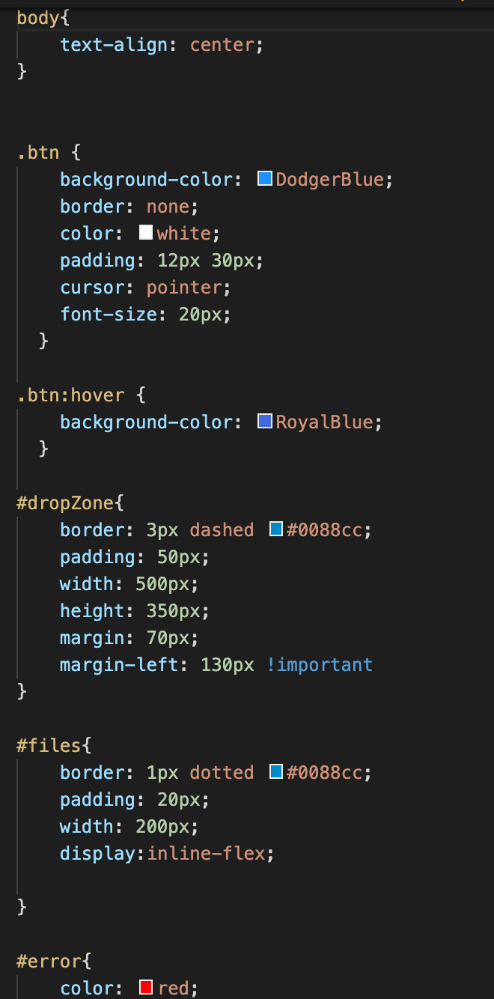 body{
    text-align: center;
}
.btn {
    background-color: DodgerBlue;
    border: none;
    color: white;
    padding: 12px 30px;
    cursor: pointer;
    font-size: 20px;
  }
.btn:hover {
    background-color: RoyalBlue;
  }
#dropZone{
    border: 3px dashed #0088cc;
    padding: 50px;
    width: 500px;
    height: 350px;
    margin: 70px;
    margin-left: 130px !important
}
#files{
    border: 1px dotted #0088cc;
    padding: 20px;
    width: 200px;
    display:inline-flex;
}
#error{
    color: red;